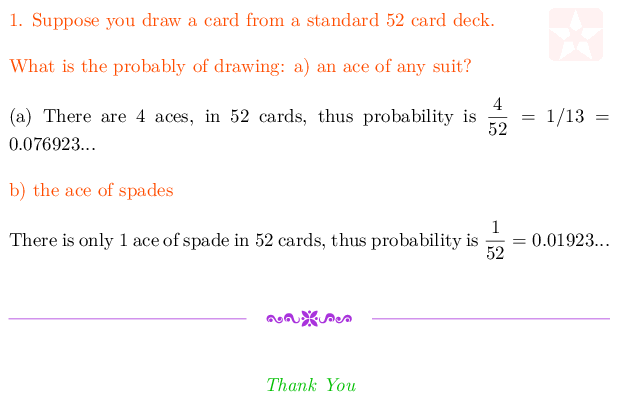 1. Suppose you draw a card from a standard 52 card deck.
What is the probably of drawing: a) an ace of any suit?
(a) There are 4 aces, in 52 cards, thus probability is 4/52 = 1/13 =
0.076923...
b) the ace of spades
There is only 1 ace of spade in 52 cards, thus probability is 1/52 = 0.01923...
Thank You